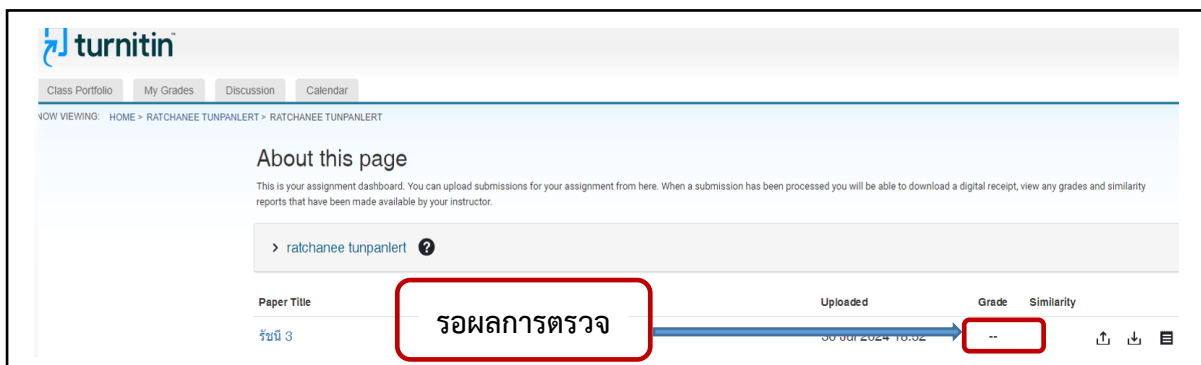 turnitin
Class Portfolio My Grades Discussion Calendar
NOW VIEWING: HOME > RATCHANEE TUNPANLERT > RATCHANEE TUNPANLERT
About this page
This is your assignment dashboard. You can upload submissions for your assignment from here. When a submission has been processed you will be able to download a digital receipt, view any grades and similarity
reports that have been made available by your instructor.
> ratchanee tunpanlert ?
Paper Title Uploaded Grade Similarity
รอผลการตรวจ
รัชนี 3 --